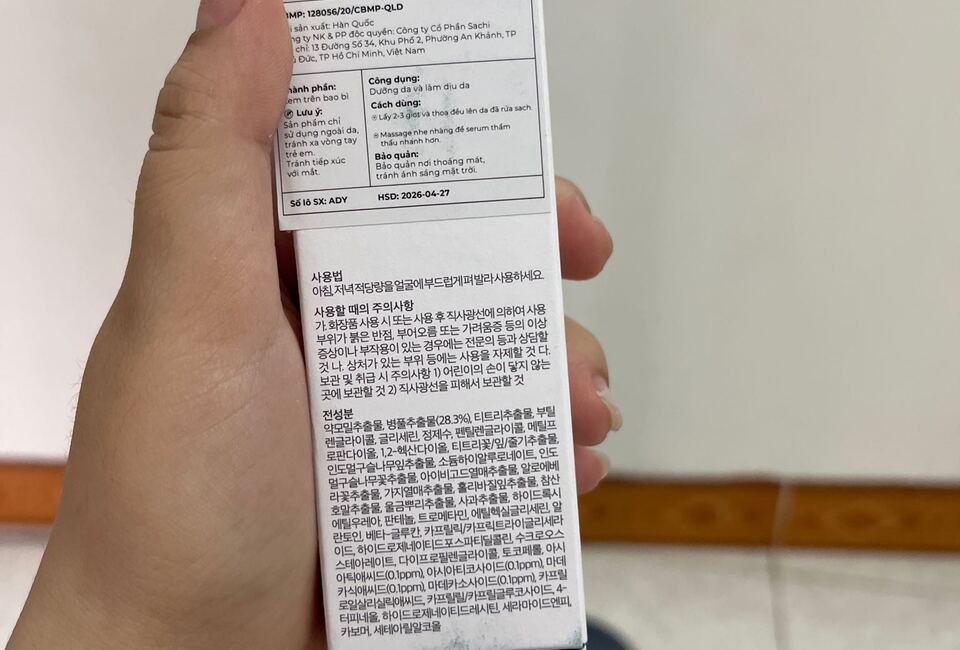 BMP: 128056/20/CBMP-QLD
sản xuất: Hàn Quốc
ty NK & PP độc quyền: Công ty Cổ Phần Sachi
chỉ: 13 Đường Số 34, Khu Phố 2, Phường An Khánh, TP
Đức, TP Hồ Chí Minh, Việt Nam
hành phần:
xem trên bao bì
Lưu ý:
Sản phẩm chỉ
sử dụng ngoài da,
tránh xa vòng tay
trẻ em.
Tránh tiếp xúc
với mắt.
Công dụng:
Dưỡng da và làm dịu da
Cách dùng:
Lấy 2-3 giọt và thoa đều lên da đã rửa sạch.
Massage nhẹ nhàng để serum thẩm
thấu nhanh hơn.
Bảo quản:
Bảo quản nơi thoáng mát,
tránh ánh sáng mặt trời.
Số lô SX: ADY HSD: 2026-04-27
사용법
아침, 저녁 적당량을 얼굴에 부드럽게 펴 발라 사용하세요.
사용할 때의 주의사항
가. 화장품 사용 시 또는 사용 후 직사광선에 의하여 사용
부위가 붉은 반점, 부어오름 또는 가려움증 등의 이상
증상이나 부작용이 있는 경우에는 전문의 등과 상담할
것 나. 상처가 있는 부위 등에는 사용을 자제할 것 다.
보관 및 취급 시 주의사항 1) 어린이의 손이 닿지 않는
곳에 보관할 것 2) 직사광선을 피해서 보관할 것
전성분
약모밀추출물, 병풀추출물(28.3%), 티트리추출물, 부틸
렌글라이콜, 글리세린, 정제수, 펜틸렌글라이콜, 메틸프
로판다이올, 1,2-헥산다이올, 티트리꽃/잎/줄기추출물,
인도멀구슬나무잎추출물, 소듐하이알루로네이트, 인도
멀구슬나무꽃추출물, 아이비고드열매추출물, 알로에베
라꽃추출물, 가지열매추출물, 홀리바질잎추출물, 참산
호말추출물, 울금뿌리추출물, 사과추출물, 하이드록시
에틸우레아, 판테놀, 트로메타민, 에틸헥실글리세린, 알
란토인, 베타-글루칸, 카프릴릭/카프릭트라이글리세라
이드, 하이드로제네이티드포스파티딜콜린, 수크로오스
스테아레이트, 다이프로필렌글라이콜, 토코페롤, 아시
아틱애씨드(0.1ppm), 아시아티코사이드(0.1ppm), 마데
카식애씨드(0.1ppm), 마데카소사이드(0.1ppm), 카프릴
로일살리실릭애씨드, 카프릴릴/카프릴글루코사이드, 4-
터피네올, 하이드로제네이티드레시틴, 세라마이드엔피,
카보머, 세테아릴알코올